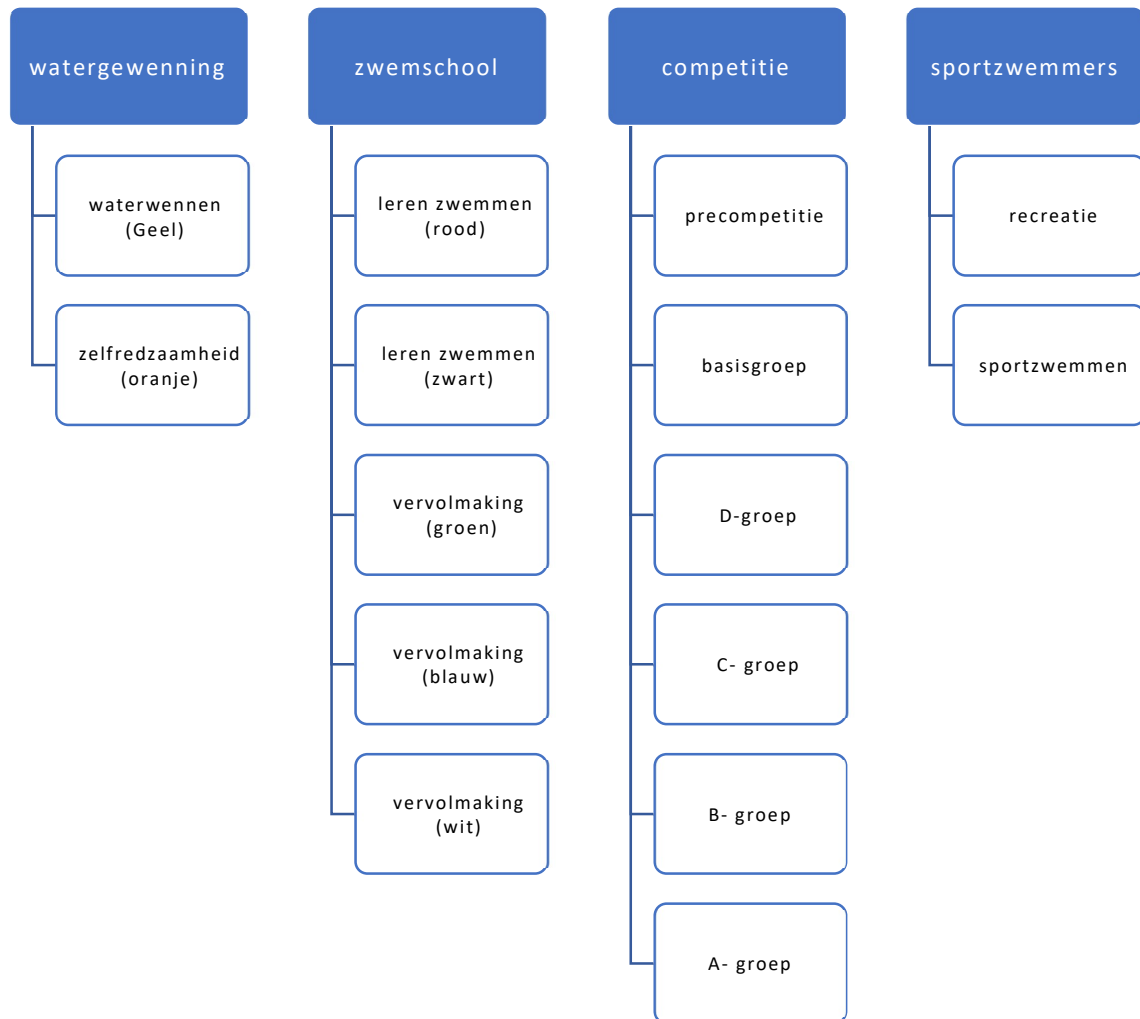 watergewenning
waterwennen
(Geel)
zelfredzaamheid
(oranje)
zwemschool
leren zwemmen
(rood)
leren zwemmen
(zwart)
vervolmaking
(groen)
vervolmaking
(blauw)
vervolmaking
(wit)
competitie
precompetitie
basisgroep
D-groep
C- groep
B- groep
A- groep
sportzwemmers
recreatie
sportzwemmen